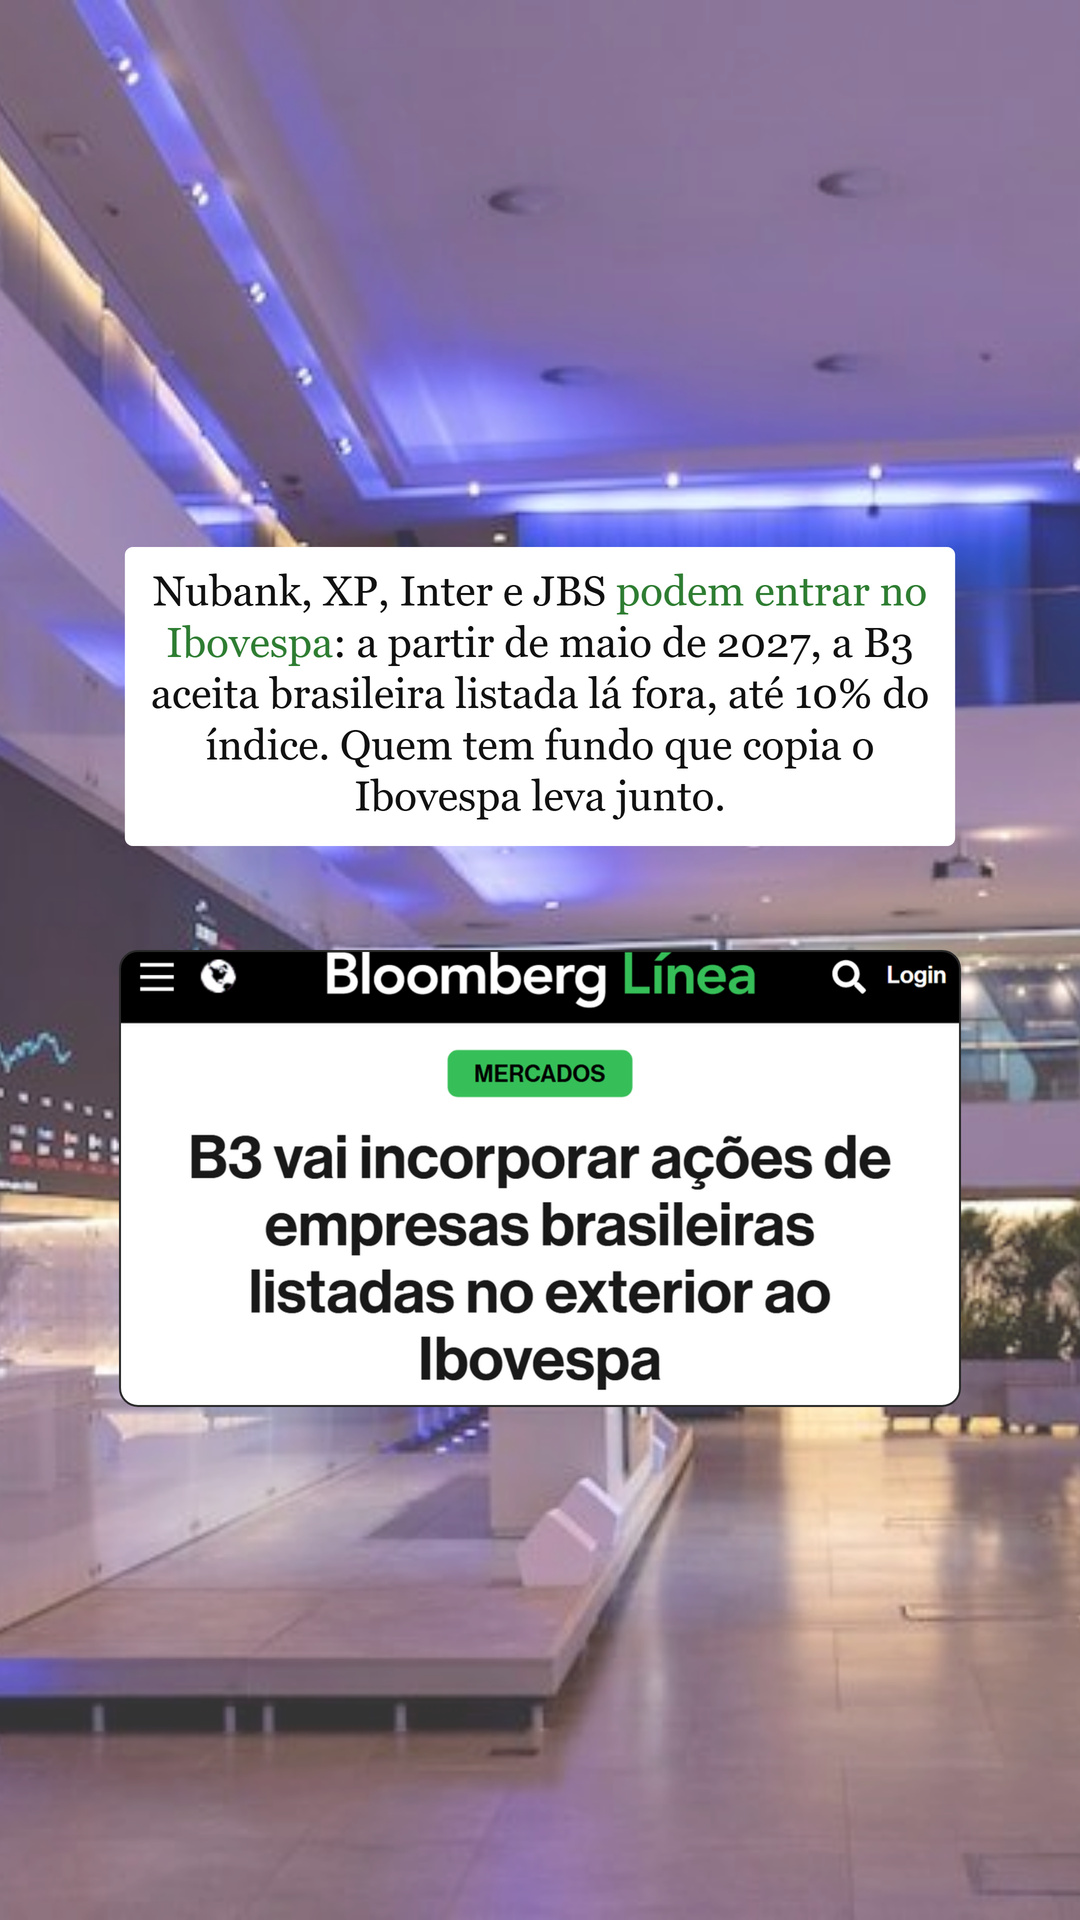 Nubank, XP, Inter e JBS podem entrar no
Ibovespa: a partir de maio de 2027, a B3
aceita brasileira listada lá fora, até 10% do
índice. Quem tem fundo que copia o
Ibovespa leva junto.
Bloomberg Línea
Login
MERCADOS
B3 vai incorporar ações de
empresas brasileiras
listadas no exterior ao
Ibovespa